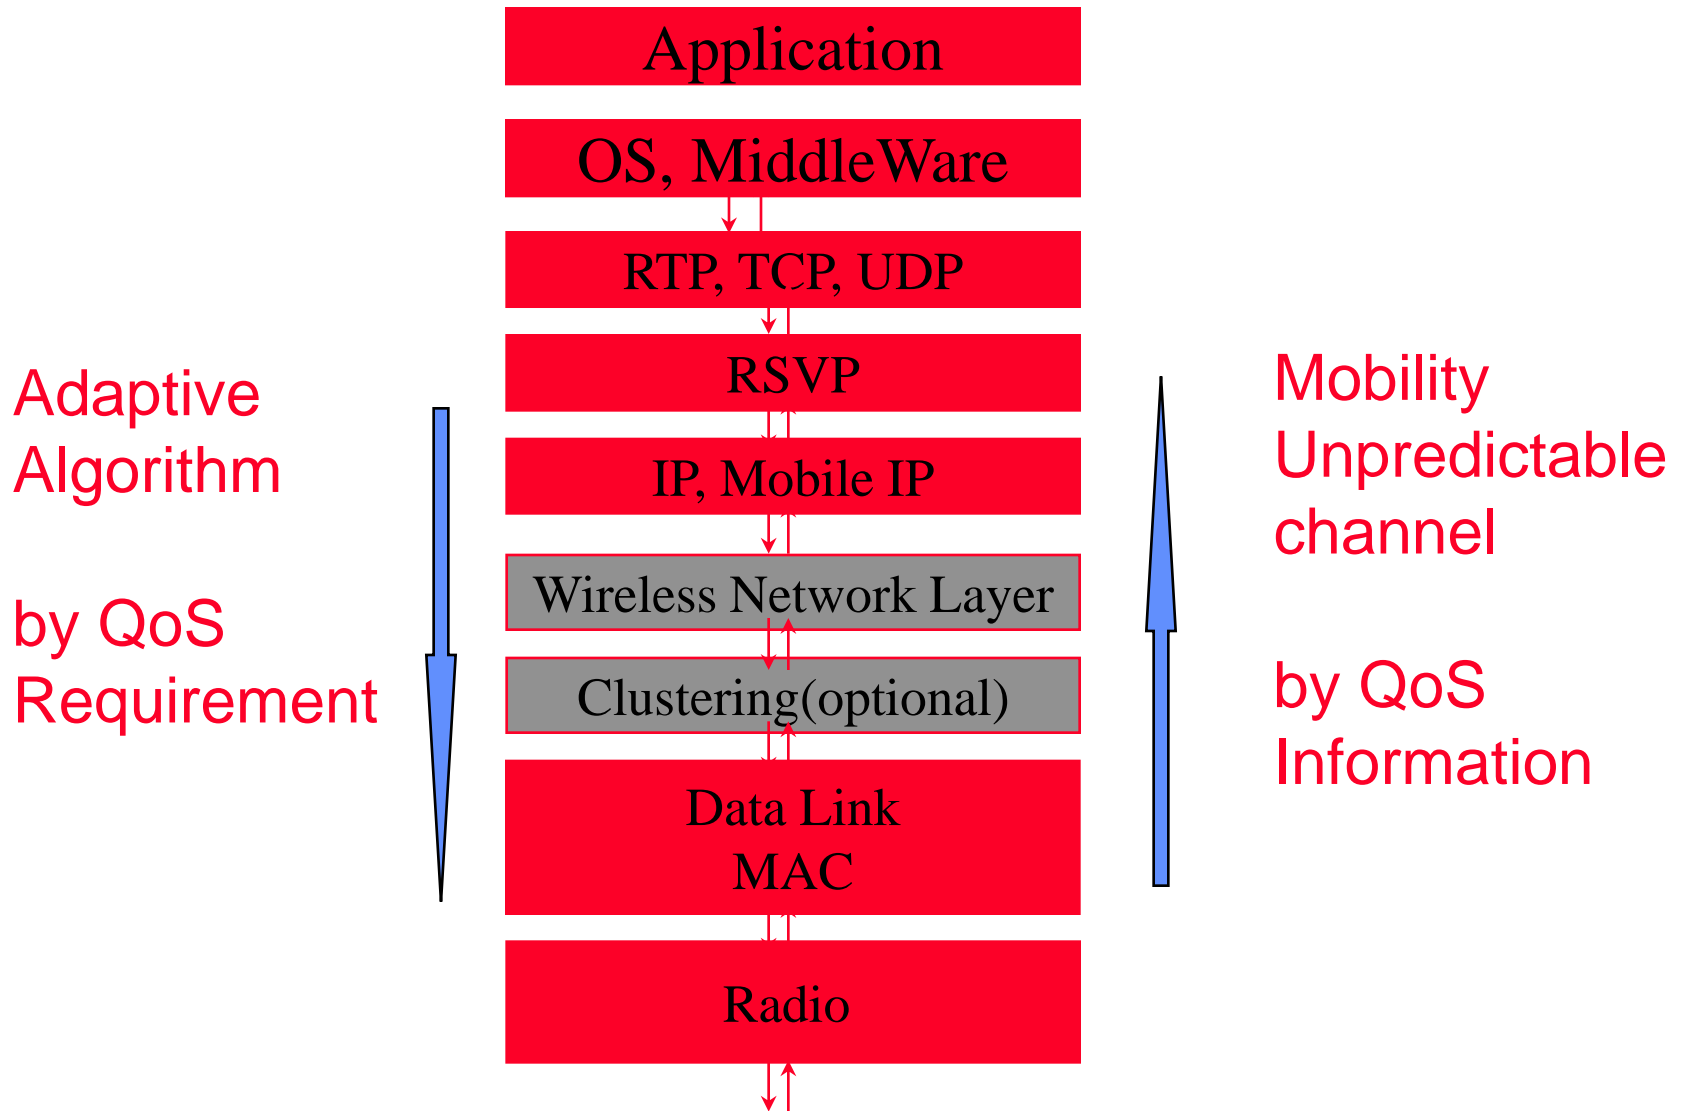 Application
OS, MiddleWare
RTP, TCP, UDP
RSVP
IP, Mobile IP
Wireless Network Layer
Clustering(optional)
Data Link
MAC
Radio
Adaptive
Algorithm
by QoS
Requirement
Mobility
Unpredictable
channel
by QoS
Information